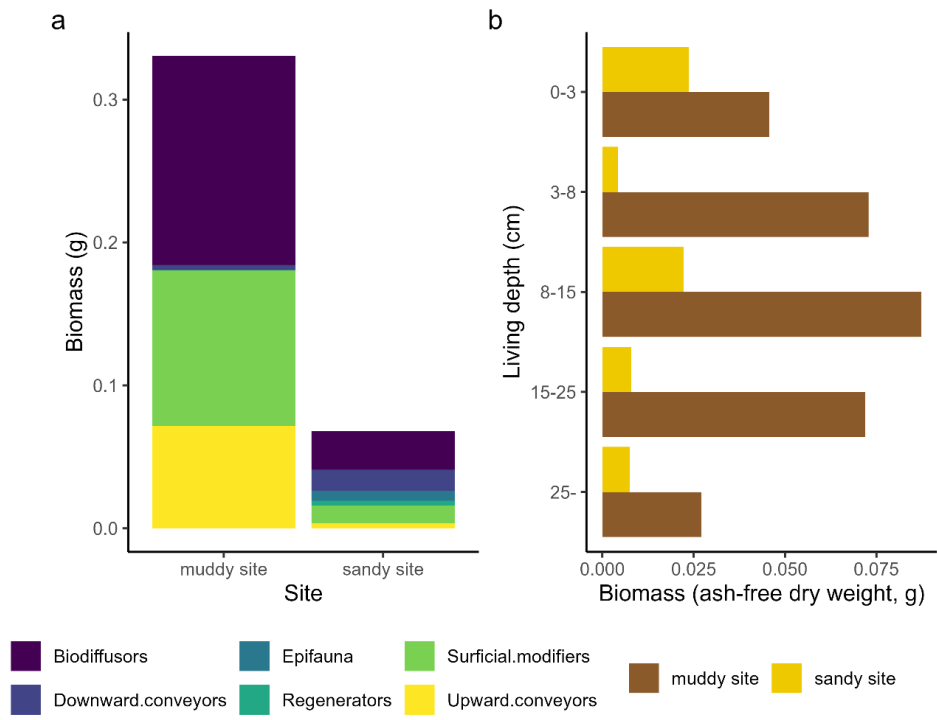 a
Biomass (g)
0.3
0.2
0.1
0.0
muddy site
sandy site
Site
b
Living depth (cm)
0-3
3-8
8-15
15-25
25-
0.000
0.025
0.050
0.075
Biomass (ash-free dry weight, g)
Biodiffusors
Epifauna
Surficial.modifiers
Downward.conveyors
Regenerators
Upward.conveyors
muddy site
sandy site